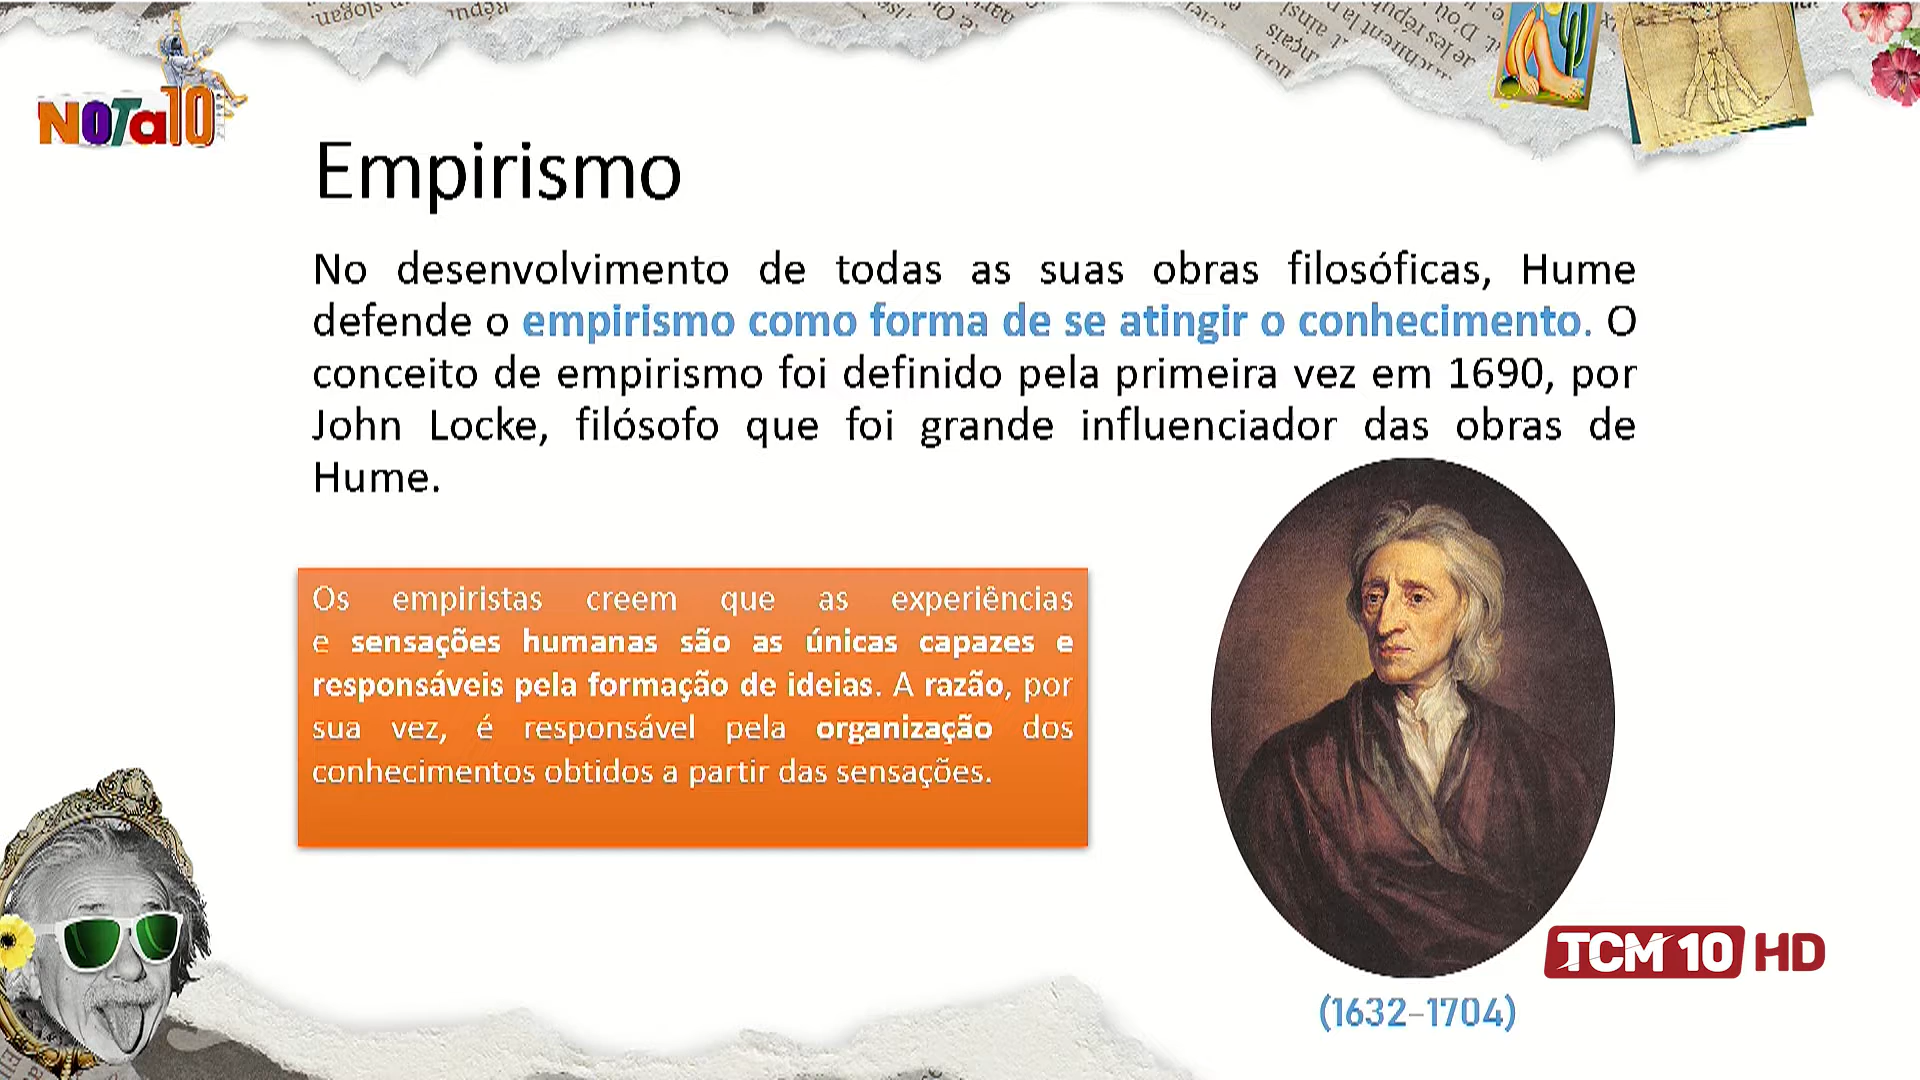 NOTa10
Empirismo
No desenvolvimento de todas as suas obras filosóficas, Hume
defende o empirismo como forma de se atingir o conhecimento. O
conceito de empirismo foi definido pela primeira vez em 1690, por
John Locke, filósofo que foi grande influenciador das obras de
Hume.
Os empiristas creem que as experiências
e sensações humanas são as únicas capazes e
responsáveis pela formação de ideias. A razão, por
sua vez, é responsável pela organização dos
conhecimentos obtidos a partir das sensações.
TCM 10 HD
(1632–1704)